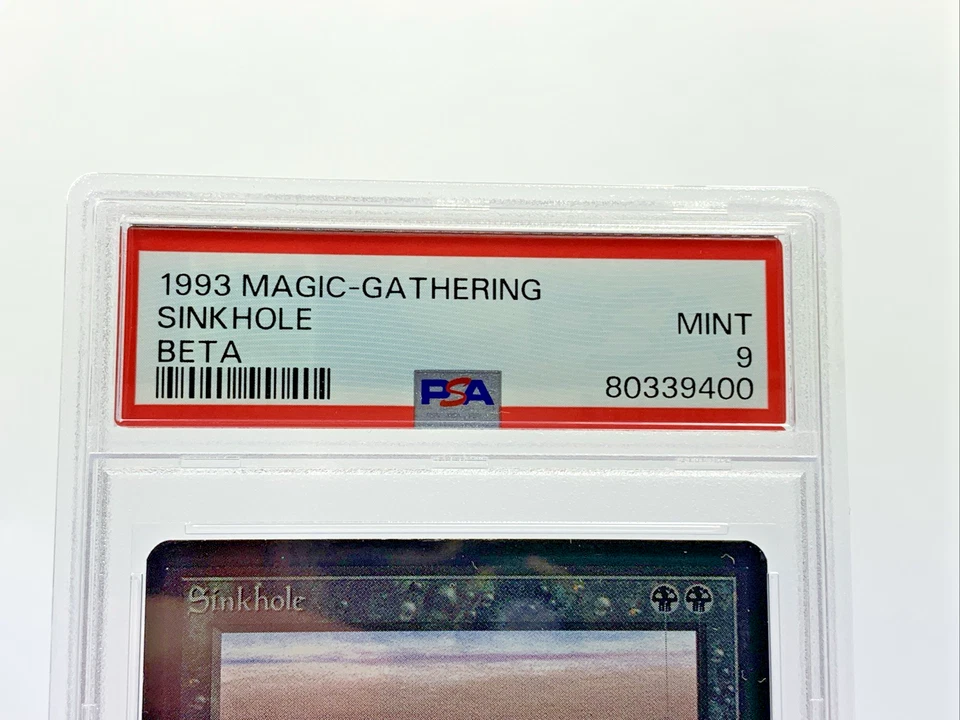 1993 MAGIC-GATHERING
SINKHOLE
BETA
MINT
9
80339400
PSA
Sinkhole